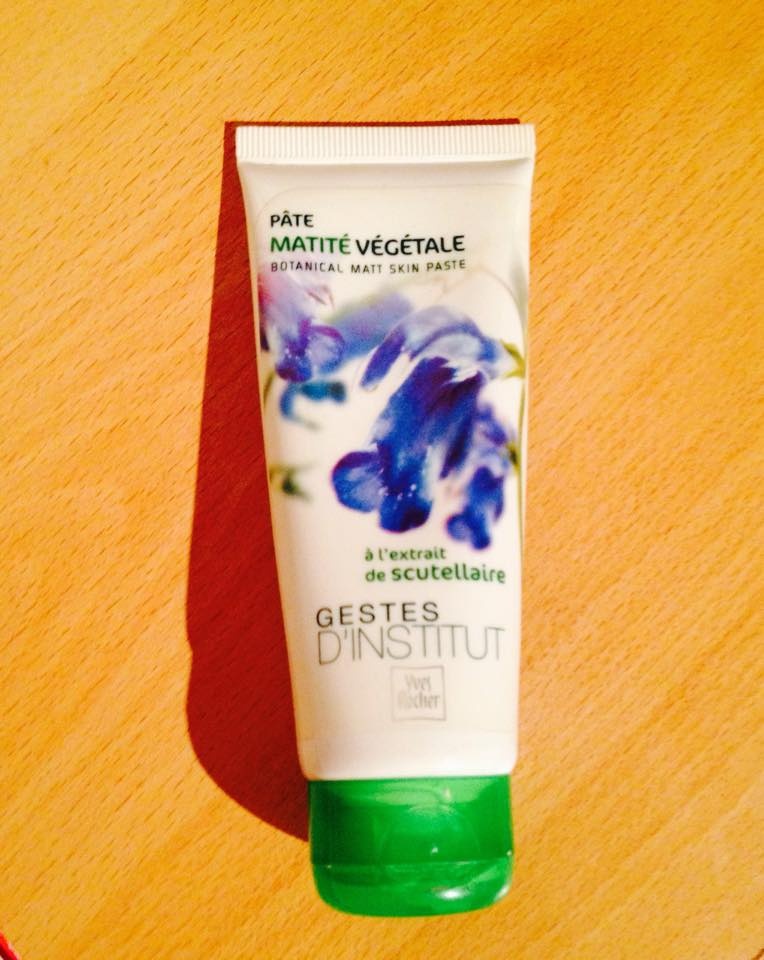 PÂTE
MATITÉ VÉGÉTALE
BOTANICAL MATT SKIN PASTE
à l'extrait
de scutellaire
GESTES
D'INSTITUT
Yves
Rocher